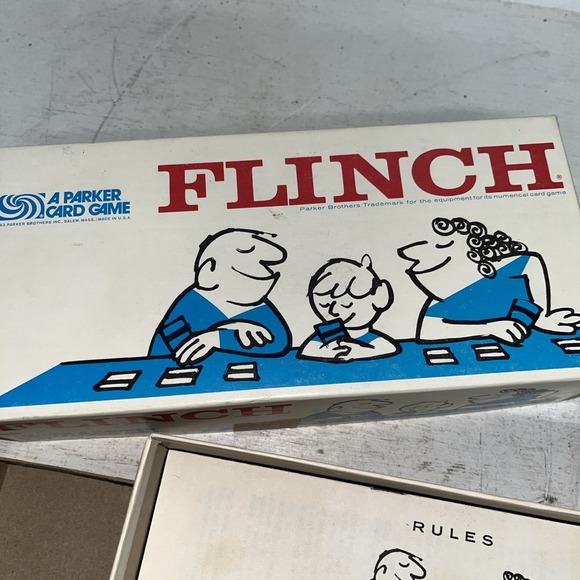 FLINCH®
A PARKER
CARD GAME
PARKER BROTHERS INC., SALEM, MASS. / MADE IN U.S.A.
Parker Brothers Trademark for the equipment for its numerical card game
FLINCH
RULES